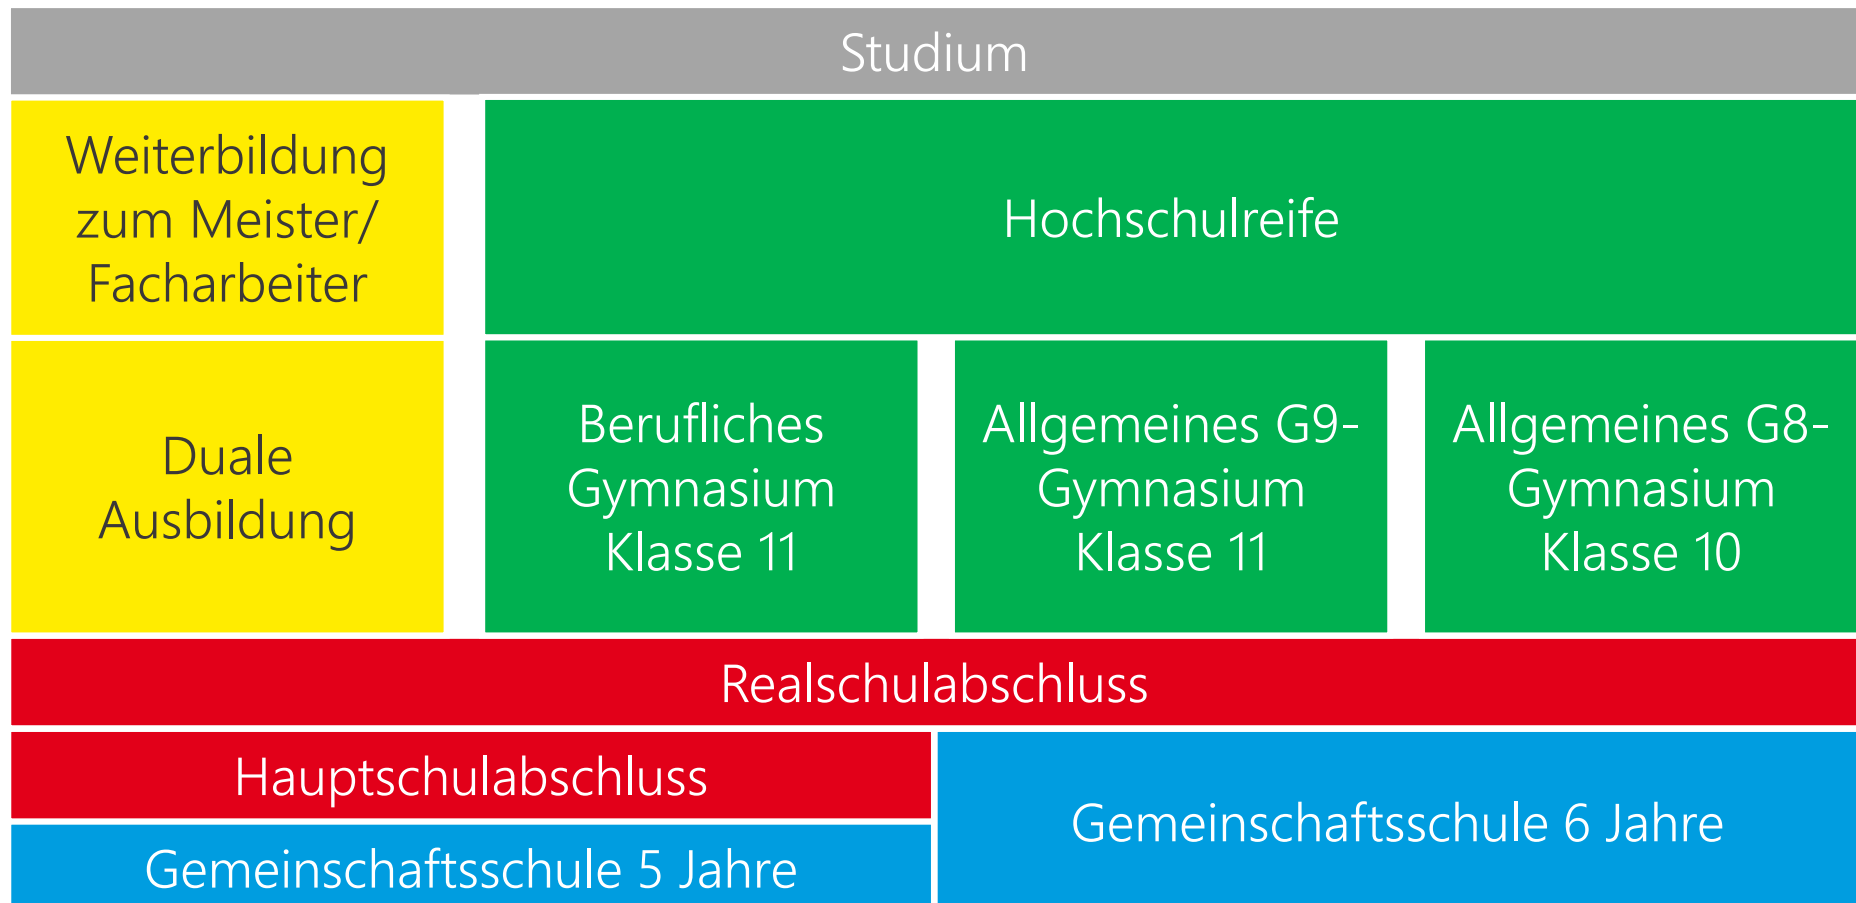 Studium
Weiterbildung
zum Meister/
Facharbeiter
Hochschulreife
Duale
Ausbildung
Berufliches
Gymnasium
Klasse 11
Allgemeines G9-
Gymnasium
Klasse 11
Allgemeines G8-
Gymnasium
Klasse 10
Realschulabschluss
Hauptschulabschluss
Gemeinschaftsschule 5 Jahre
Gemeinschaftsschule 6 Jahre